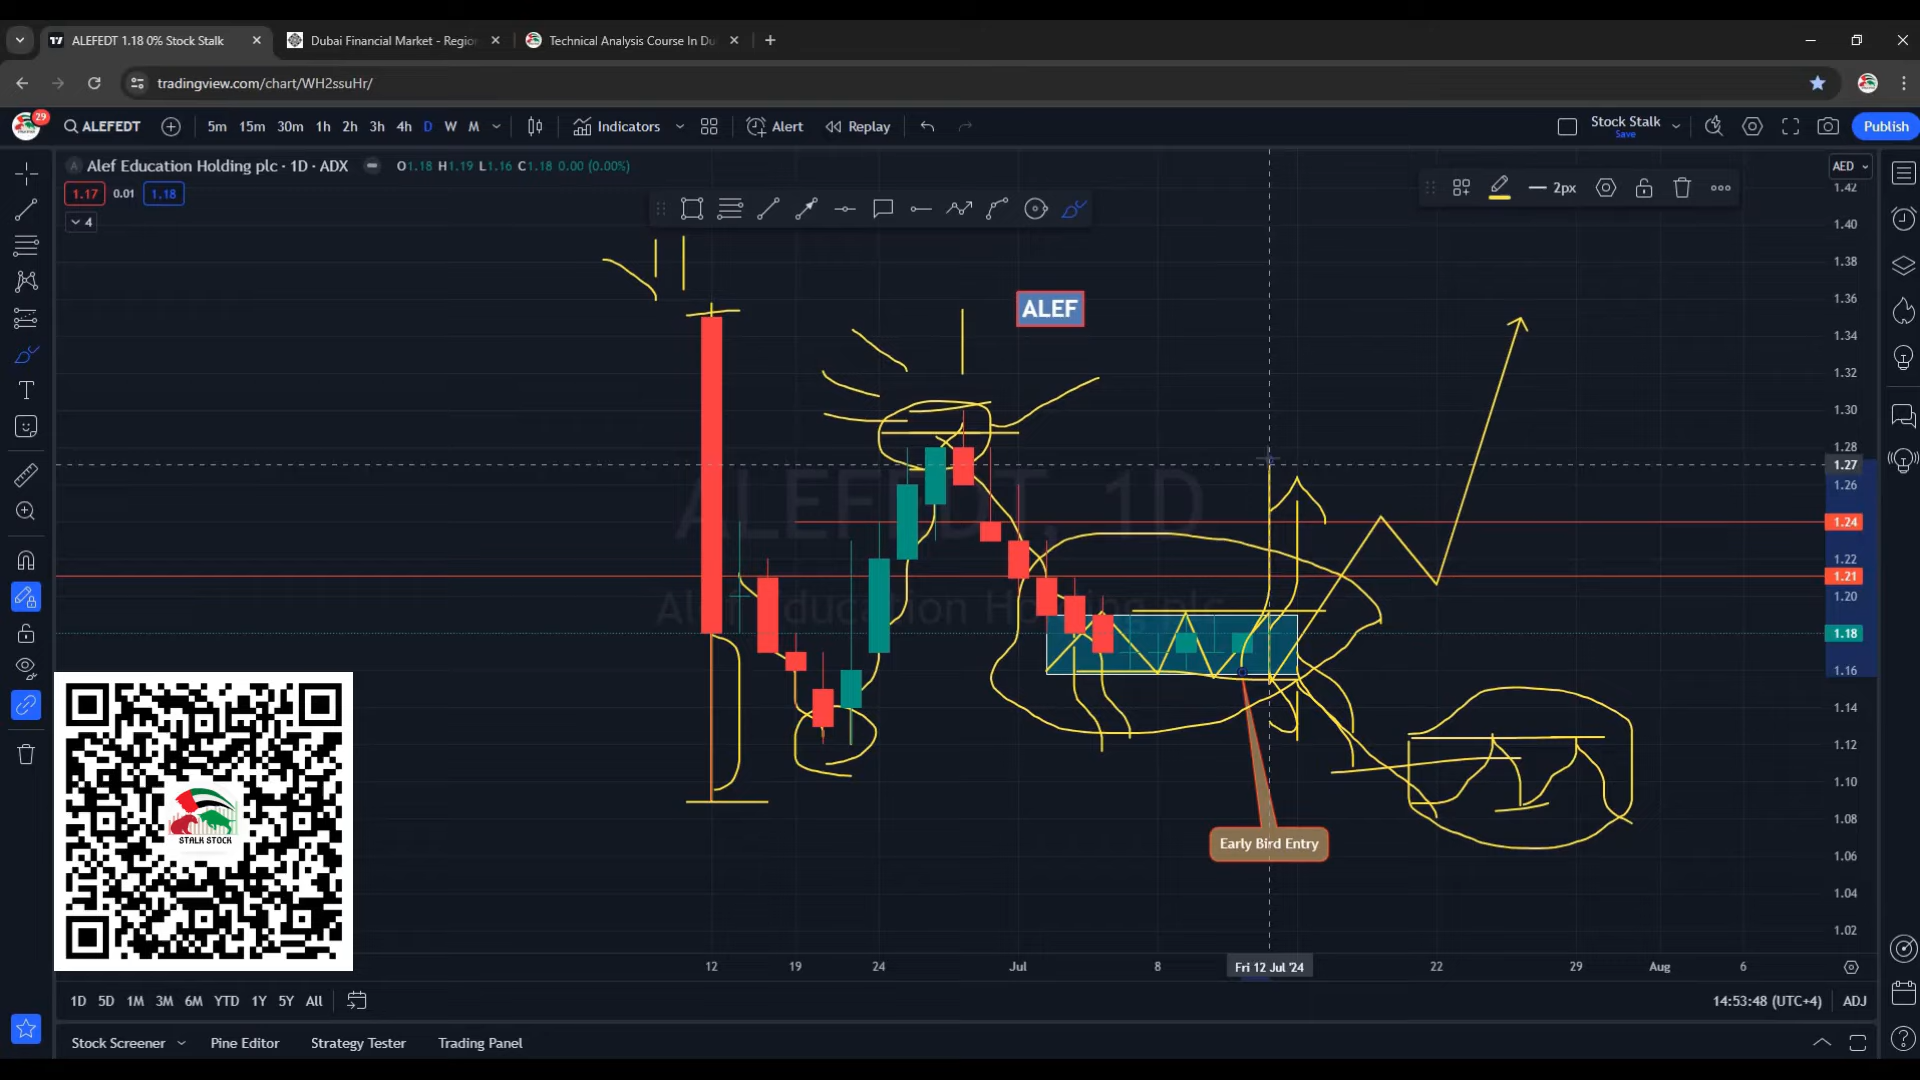 ALEFEDT 1.18 0% Stock Stalk
Dubai Financial Market - Regio
Technical Analysis Course In Du
tradingview.com/chart/WH2ssuHr/
29
ALEFEDT
5m 15m 30m 1h 2h 3h 4h D W M
Indicators
Alert
Replay
Stock Stalk
Save
Publish
Alef Education Holding plc · 1D · ADX
O1.18 H1.19 L1.16 C1.18 0.00 (0.00%)
AED
1.17 0.01 1.18
2px
4
ALEF
ALEFEDT, 1D
Alef Education Holding plc
1.42
1.40
1.38
1.36
1.34
1.32
1.30
1.28
1.27
1.26
1.24
1.22
1.21
1.20
1.18
1.16
1.14
1.12
1.10
1.08
1.06
1.04
1.02
Early Bird Entry
STALK STOCK
12 19 24 Jul 8 Fri 12 Jul '24 22 29 Aug 6
1D 5D 1M 3M 6M YTD 1Y 5Y All
14:53:48 (UTC+4) ADJ
Stock Screener Pine Editor Strategy Tester Trading Panel